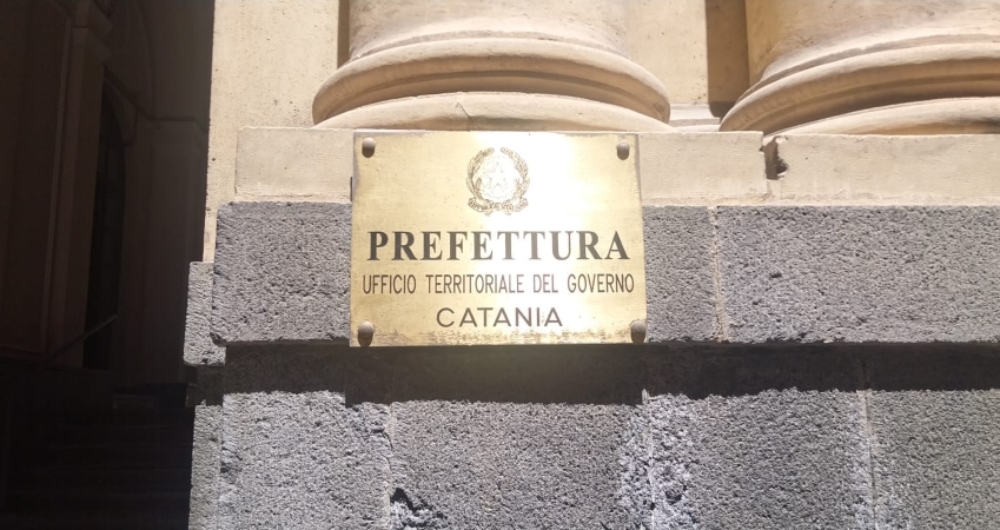 PREFETTURA
UFFICIO TERRITORIALE DEL GOVERNO
CATANIA